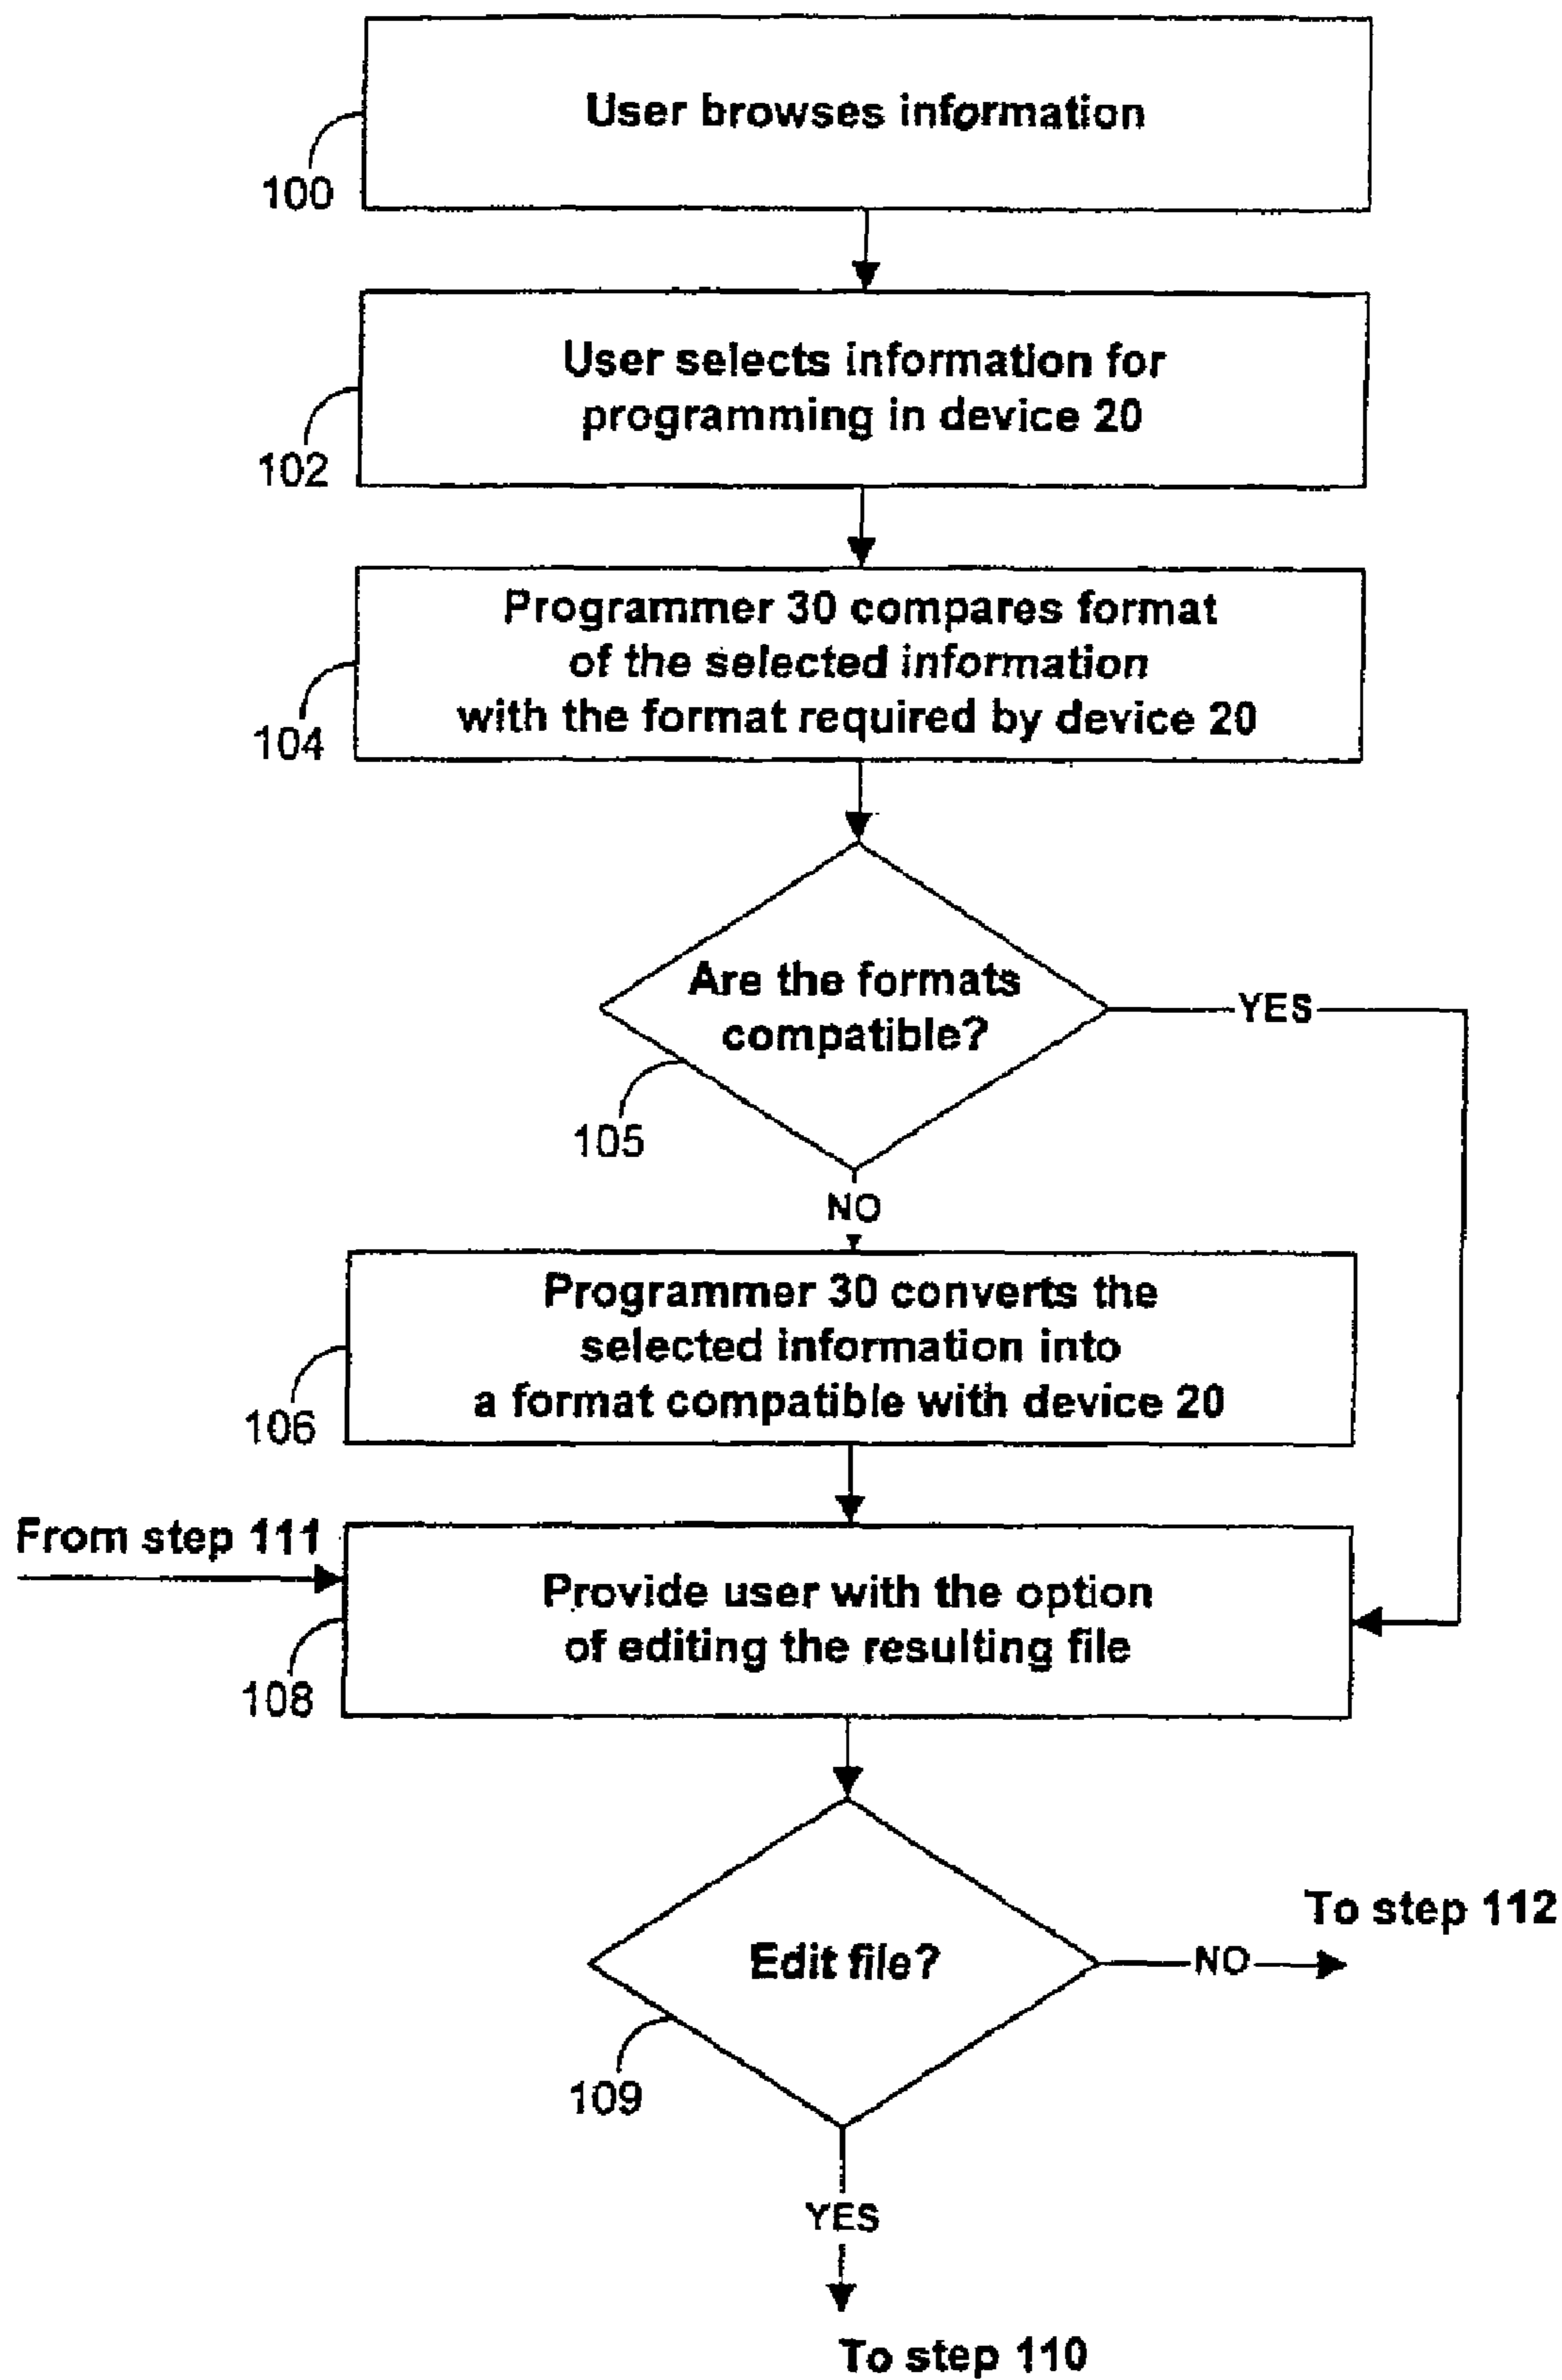 User browses information
100
User selects information for
programming in device 20
102
Programmer 30 compares format
of the selected information
with the format required by device 20
104
Are the formats
compatible?
YES
105
NO
Programmer 30 converts the
selected information into
a format compatible with device 20
106
From step 111
Provide user with the option
of editing the resulting file
108
To step 112
Edit file?
NO
109
YES
To step 110